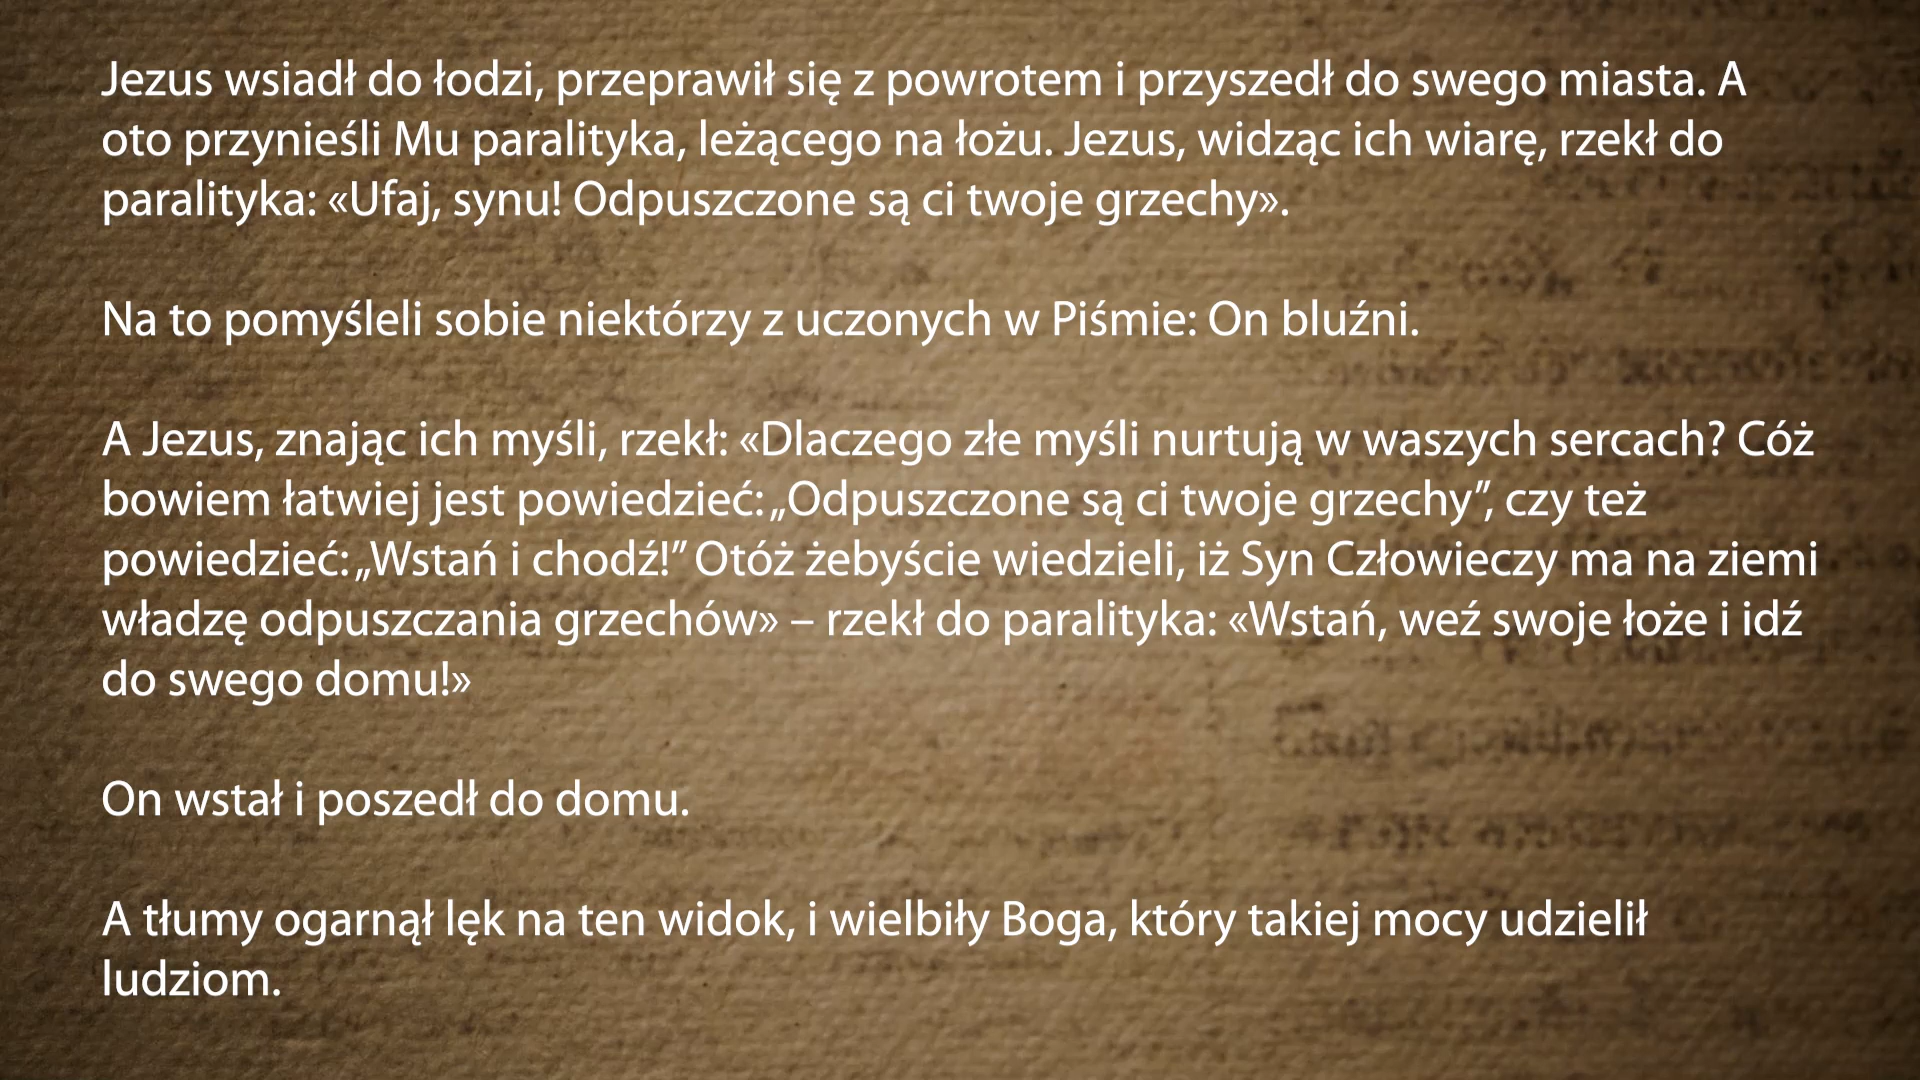 Jezus wsiadł do łodzi, przeprawił się z powrotem i przyszedł do swego miasta. A
oto przynieśli Mu paralityka, leżącego na łożu. Jezus, widząc ich wiarę, rzekł do
paralityka: «Ufaj, synu! Odpuszczone są ci twoje grzechy».
Na to pomyśleli sobie niektórzy z uczonych w Piśmie: On bluźni.
A Jezus, znając ich myśli, rzekł: «Dlaczego złe myśli nurtują w waszych sercach? Cóż
bowiem łatwiej jest powiedzieć: „Odpuszczone są ci twoje grzechy”, czy też
powiedzieć: „Wstań i chodź!” Otóż żebyście wiedzieli, iż Syn Człowieczy ma na ziemi
władzę odpuszczania grzechów» – rzekł do paralityka: «Wstań, weź swoje łoże i idź
do swego domu!»
On wstał i poszedł do domu.
A tłumy ogarnął lęk na ten widok, i wielbiły Boga, który takiej mocy udzielił
ludziom.